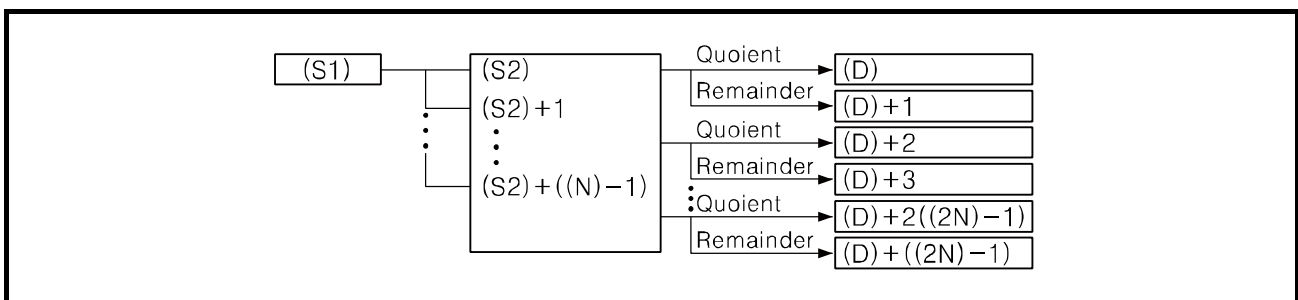 (S1)
(S2)
(S2)+1
(S2)+((N)-1)
Quoient
(D)
Remainder
(D)+1
Quoient
(D)+2
Remainder
(D)+3
Quoient
(D)+2((2N)-1)
Remainder
(D)+((2N)-1)